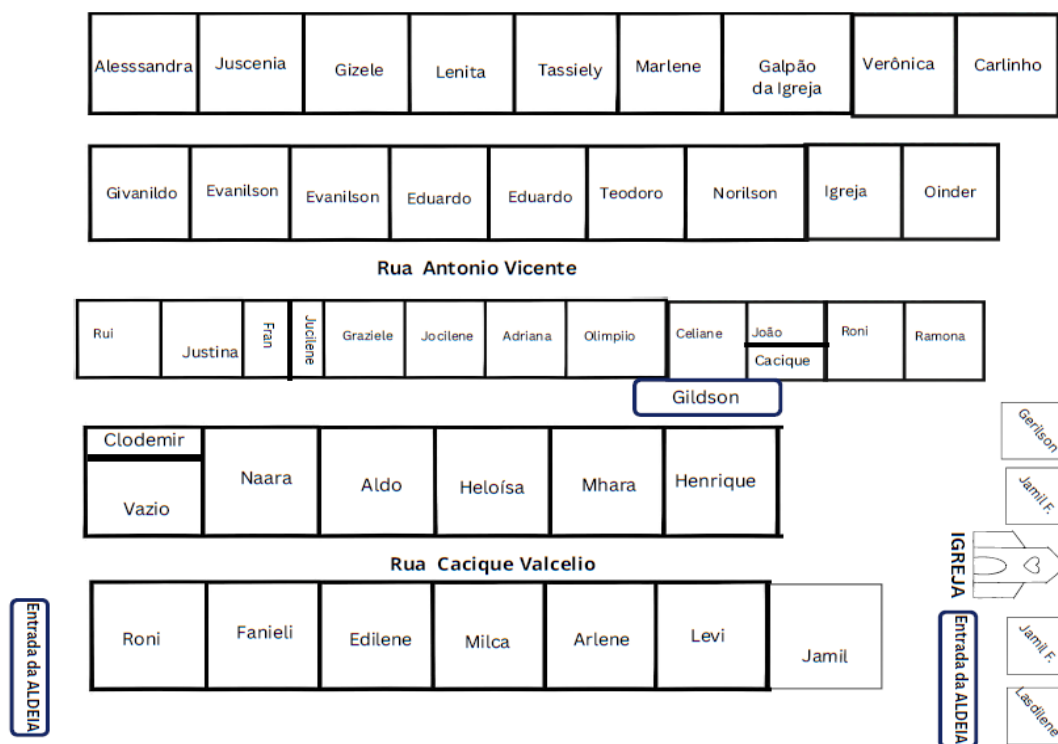 Alesssandra
Juscenia
Gizele
Lenita
Tassiely
Marlene
Galpão
da Igreja
Verônica
Carlinho
Givanildo
Evanilson
Evanilson
Eduardo
Eduardo
Teodoro
Norilson
Igreja
Oinder
Rua Antonio Vicente
Rui
Justina
Fran
Jucilene
Graziele
Jocilene
Adriana
Olimpiio
Celiane
João
Cacique
Roni
Ramona
Gildson
Gerilson
Clodemir
Vazio
Naara
Aldo
Heloísa
Mhara
Henrique
Jamil F.
IGREJA
Rua Cacique Valcelio
Entrada da ALDEIA
Roni
Fanieli
Edilene
Milca
Arlene
Levi
Jamil
Entrada da ALDEIA
Jamil F.
Lasdilene